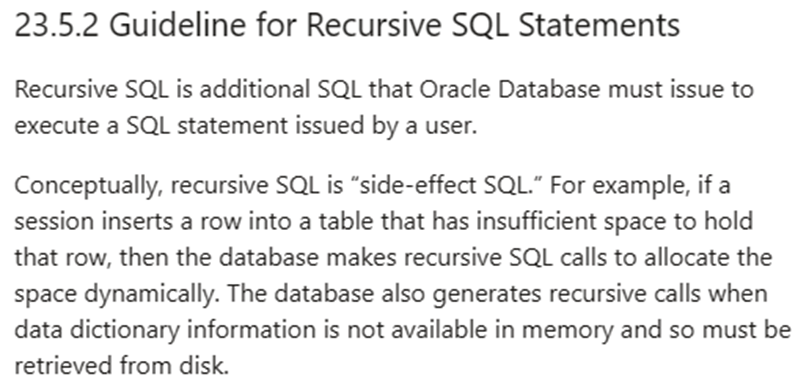 23.5.2 Guideline for Recursive SQL Statements
Recursive SQL is additional SQL that Oracle Database must issue to
execute a SQL statement issued by a user.
Conceptually, recursive SQL is “side-effect SQL.” For example, if a
session inserts a row into a table that has insufficient space to hold
that row, then the database makes recursive SQL calls to allocate the
space dynamically. The database also generates recursive calls when
data dictionary information is not available in memory and so must be
retrieved from disk.